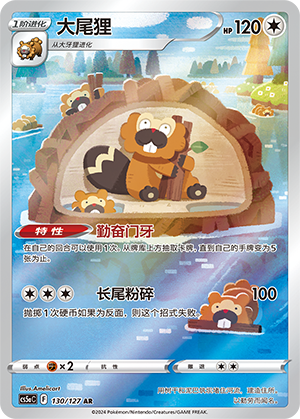 1阶进化
大尾狸
HP 120
从大牙狸进化
特性 勤奋门牙
在自己的回合可以使用1次。从牌库上方抽取卡牌,直到自己的手牌变为5
张为止。
长尾粉碎 100
抛掷1次硬币如果为反面,则这个招式失败。
弱点 ×2 抵抗力 撤退
Illus. Amelicart
CS5aC F 130/127 AR
©2024 Pokémon/Nintendo/Creatures/GAME FREAK.